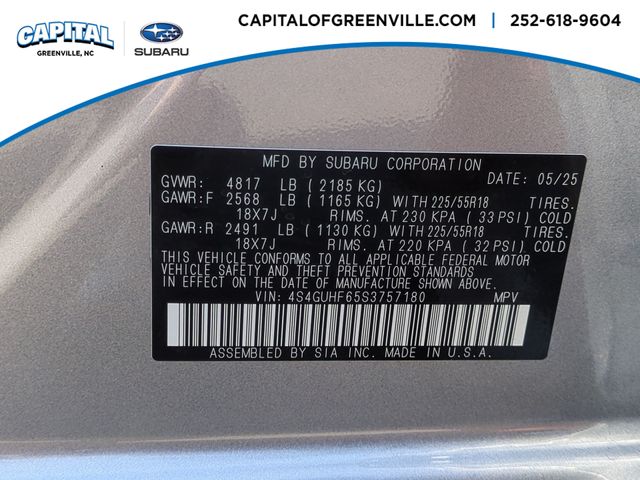 CAPITAL
GREENVILLE, NC
SUBARU
CAPITALOFGREENVILLE.COM | 252-618-9604
MFD BY SUBARU CORPORATION
GVWR: 4817 LB ( 2185 KG) DATE: 05/25
GAWR:F 2568 LB ( 1165 KG) WITH 225/55R18 TIRES.
18X7J RIMS. AT 230 KPA ( 33 PSI) COLD
GAWR:R 2491 LB ( 1130 KG) WITH 225/55R18 TIRES.
18X7J RIMS. AT 220 KPA ( 32 PSI) COLD
THIS VEHICLE CONFORMS TO ALL APPLICABLE FEDERAL MOTOR
VEHICLE SAFETY AND THEFT PREVENTION STANDARDS
IN EFFECT ON THE DATE OF MANUFACTURE SHOWN ABOVE.
VIN: 4S4GUHF65S3757180 MPV
ASSEMBLED BY SIA INC. MADE IN U.S.A.